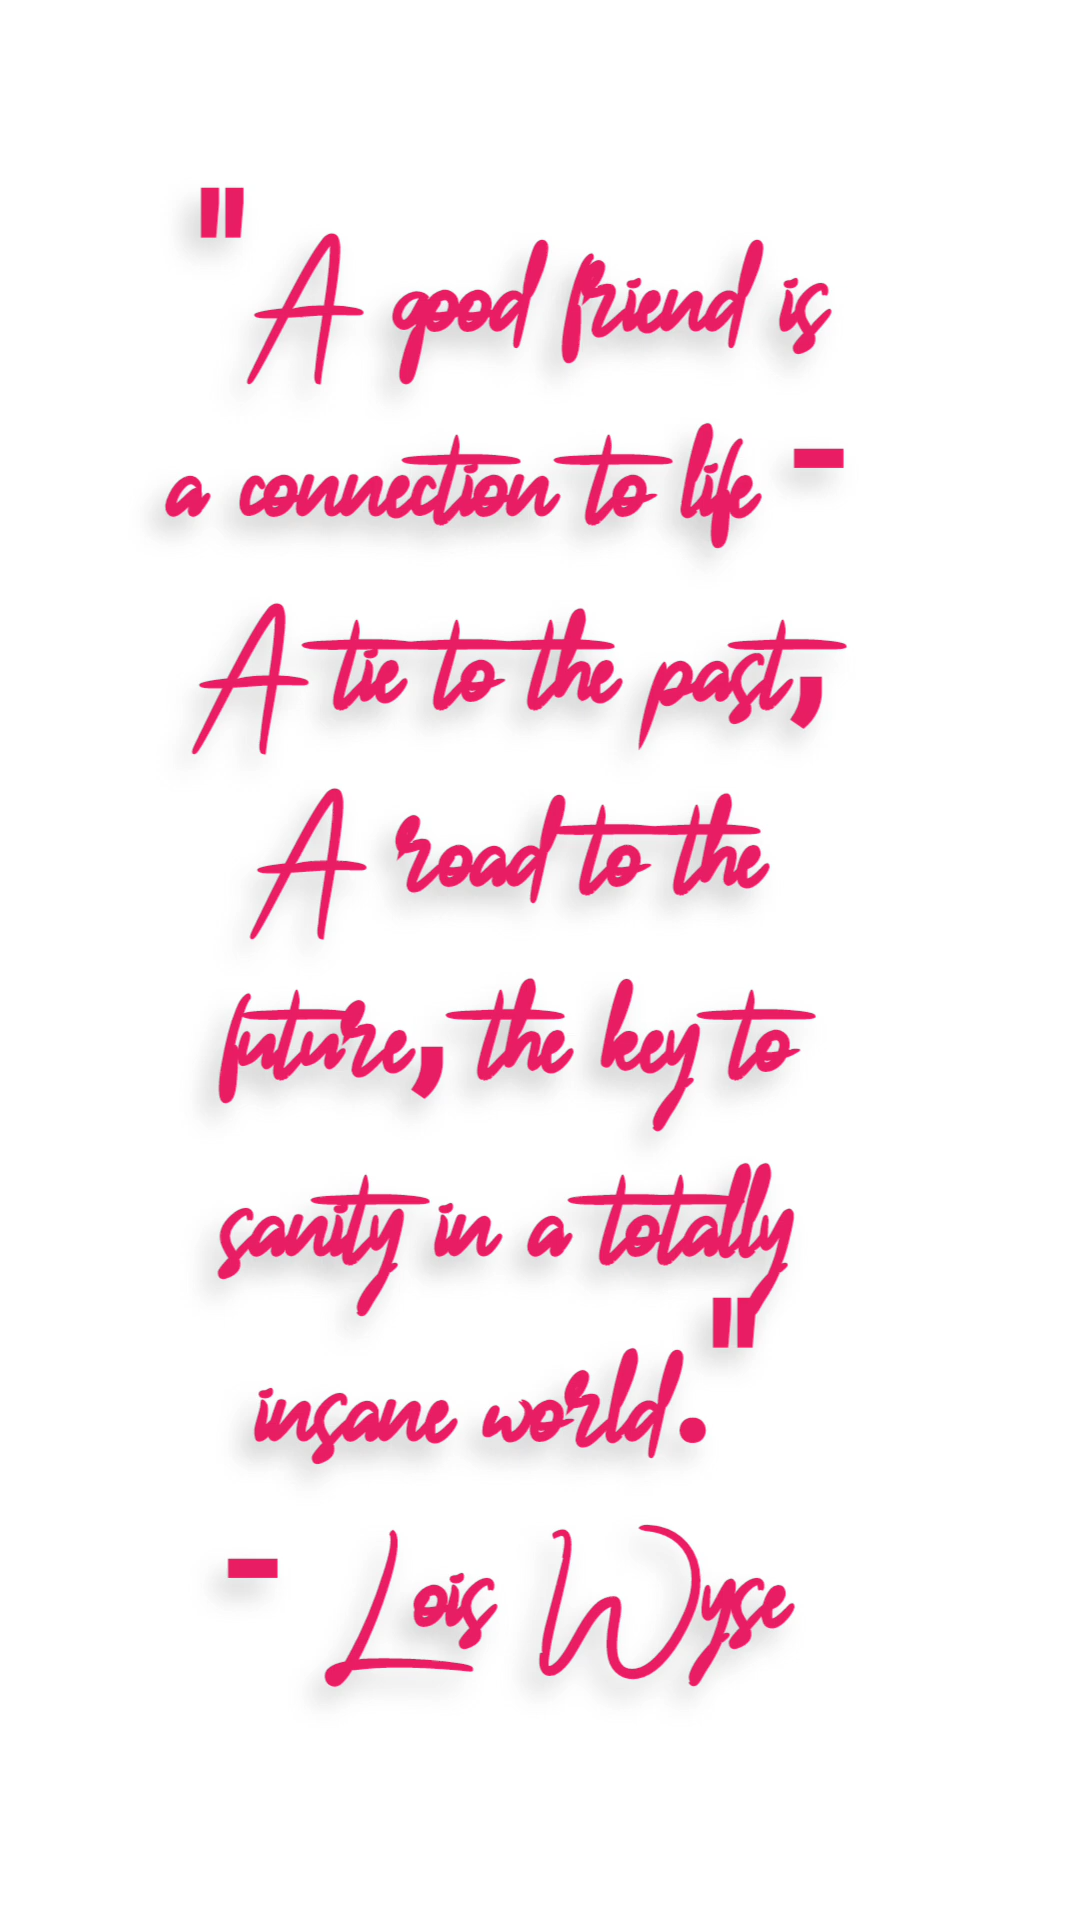 "A good friend is
a connection to life -
A tie to the past,
A road to the
future, the key to
sanity in a totally
insane world."
- Lois Wyse